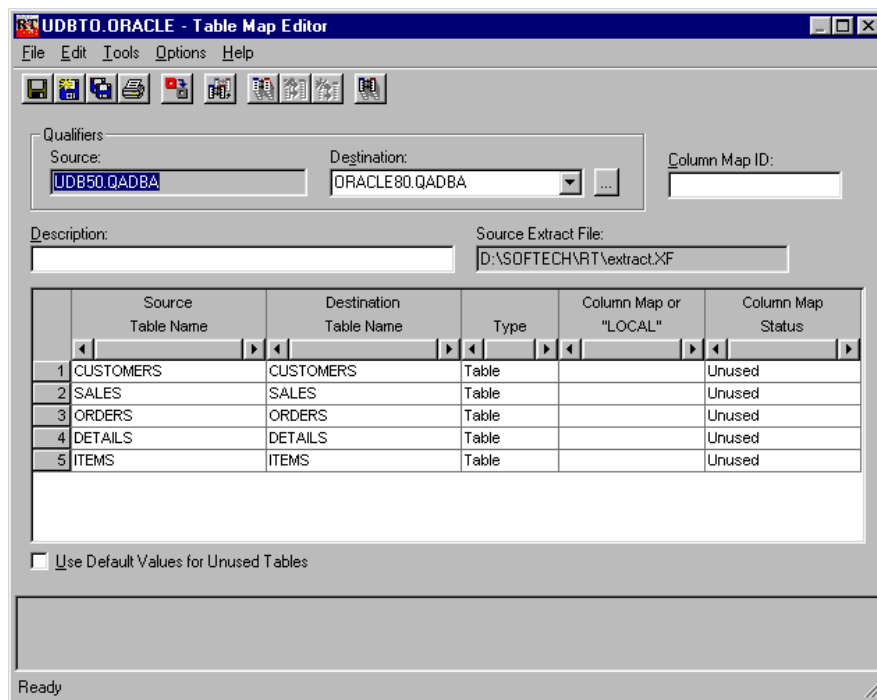 RT UDBTO.ORACLE - Table Map Editor
File Edit Tools Options Help
Qualifiers
Source: Destination: Column Map ID:
UDB50.QADBA ORACLE80.QADBA ...
Description: Source Extract File:
D:\SOFTECH\RT\extract.XF
Source Destination Column Map or Column Map
Table Name Table Name Type "LOCAL" Status
1 CUSTOMERS CUSTOMERS Table Unused
2 SALES SALES Table Unused
3 ORDERS ORDERS Table Unused
4 DETAILS DETAILS Table Unused
5 ITEMS ITEMS Table Unused
Use Default Values for Unused Tables
Ready